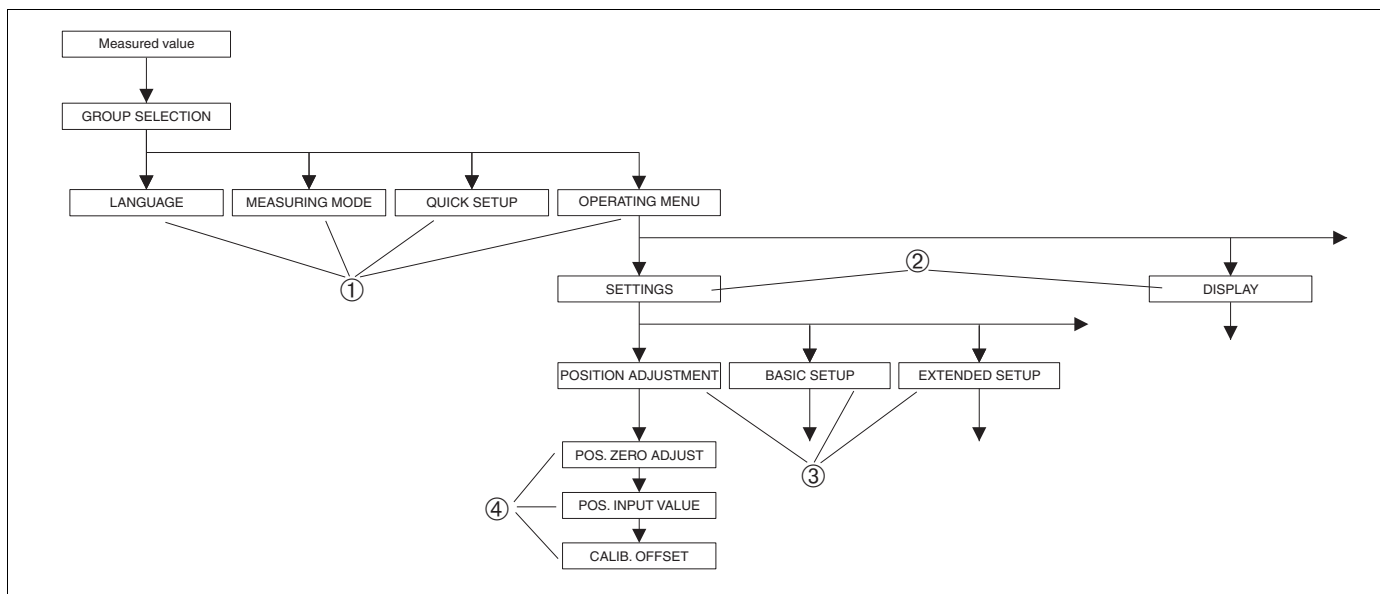 Measured value
GROUP SELECTION
LANGUAGE
MEASURING MODE
QUICK SETUP
OPERATING MENU
①
②
SETTINGS
DISPLAY
POSITION ADJUSTMENT
BASIC SETUP
EXTENDED SETUP
POS. ZERO ADJUST
③
④
POS. INPUT VALUE
CALIB. OFFSET